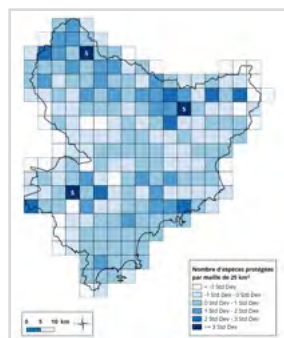 5
5
5
Nombre d'espèces protégées
par maille de 25 km²
< -1 Std Dev
-1 Std Dev - 0 Std Dev
0 Std Dev - 1 Std Dev
1 Std Dev - 2 Std Dev
2 Std Dev - 3 Std Dev
>= 3 Std Dev
0 5 10 km